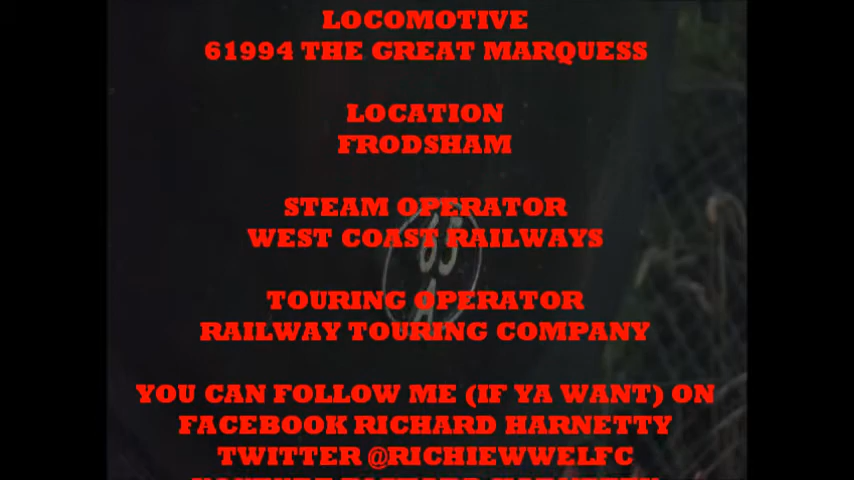 LOCOMOTIVE
61994 THE GREAT MARQUESS
LOCATION
FRODSHAM
STEAM OPERATOR
WEST COAST RAILWAYS
65
A
TOURING OPERATOR
RAILWAY TOURING COMPANY
YOU CAN FOLLOW ME (IF YA WANT) ON
FACEBOOK RICHARD HARNETTY
TWITTER @RICHIEWWELFC